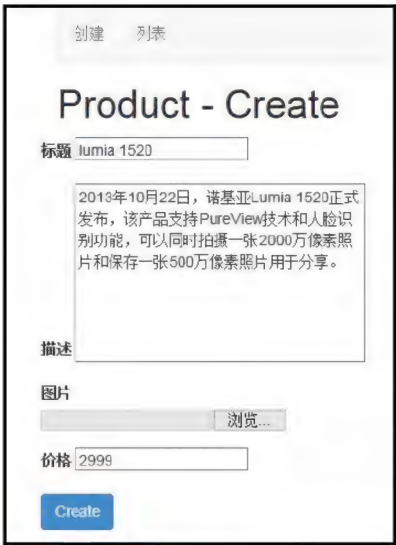 创建 列表
Product - Create
标题 lumia 1520
2013年10月22日，诺基亚Lumia 1520正式
发布，该产品支持PureView技术和人脸识
别功能，可以同时拍摄一张2000万像素照
片和保存一张500万像素照片用于分享。
描述
图片
浏览...
价格 2999
Create